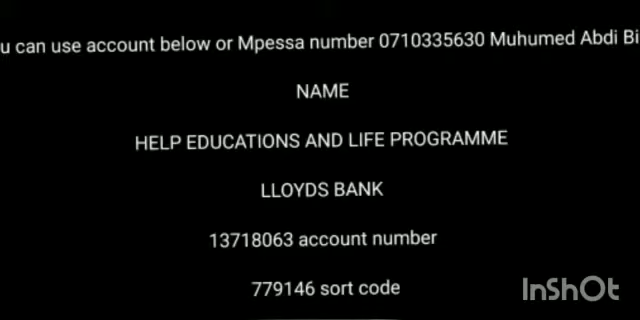 u can use account below or Mpessa number 0710335630 Muhumed Abdi Bi
NAME
HELP EDUCATIONS AND LIFE PROGRAMME
LLOYDS BANK
13718063 account number
779146 sort code
InShOt